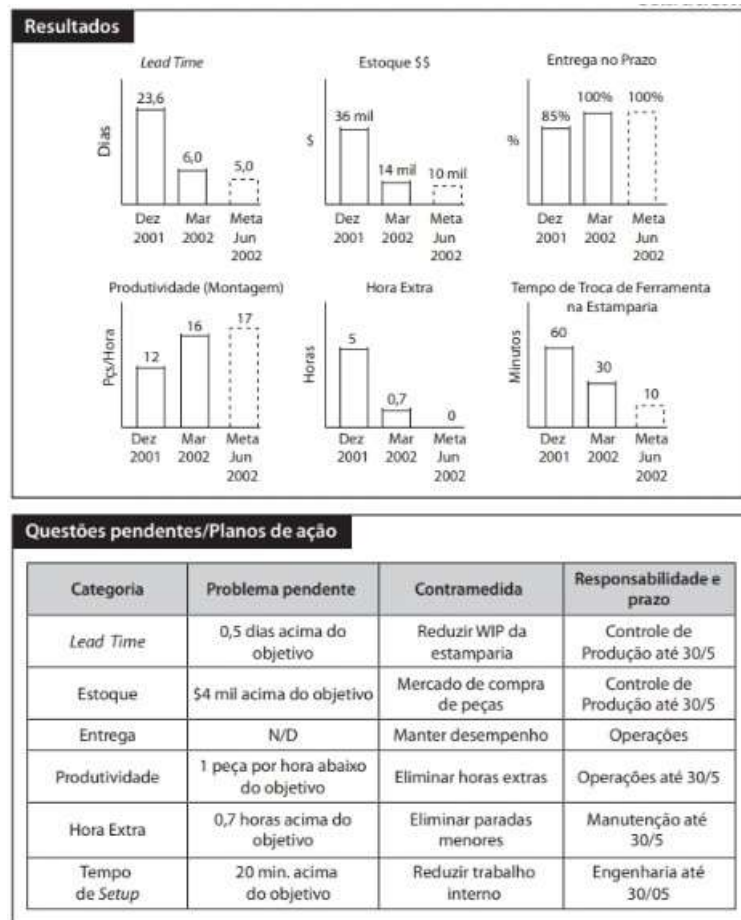 Resultados
Lead Time
Estoque $$
Entrega no Prazo
Dias
23,6
6,0
5,0
$
36 mil
14 mil
10 mil
%
85%
100%
100%
Dez Mar Meta
2001 2002 Jun
2002
Dez Mar Meta
2001 2002 Jun
2002
Dez Mar Meta
2001 2002 Jun
2002
Produtividade (Montagem)
Hora Extra
Tempo de Troca de Ferramenta
na Estamparia
Pçs/Hora
12
16
17
Horas
5
0,7
0
Minutos
60
30
10
Dez Mar Meta
2001 2002 Jun
2002
Dez Mar Meta
2001 2002 Jun
2002
Dez Mar Meta
2001 2002 Jun
2002
Questões pendentes/Planos de ação
Categoria
Problema pendente
Contramedida
Responsabilidade e
prazo
Lead Time
0,5 dias acima do
objetivo
Reduzir WIP da
estamparia
Controle de
Produção até 30/5
Estoque
$4 mil acima do objetivo
Mercado de compra
de peças
Controle de
Produção até 30/5
Entrega
N/D
Manter desempenho
Operações
Produtividade
1 peça por hora abaixo
do objetivo
Eliminar horas extras
Operações até 30/5
Hora Extra
0,7 horas acima do
objetivo
Eliminar paradas
menores
Manutenção até
30/5
Tempo
de Setup
20 min. acima
do objetivo
Reduzir trabalho
interno
Engenharia até
30/05